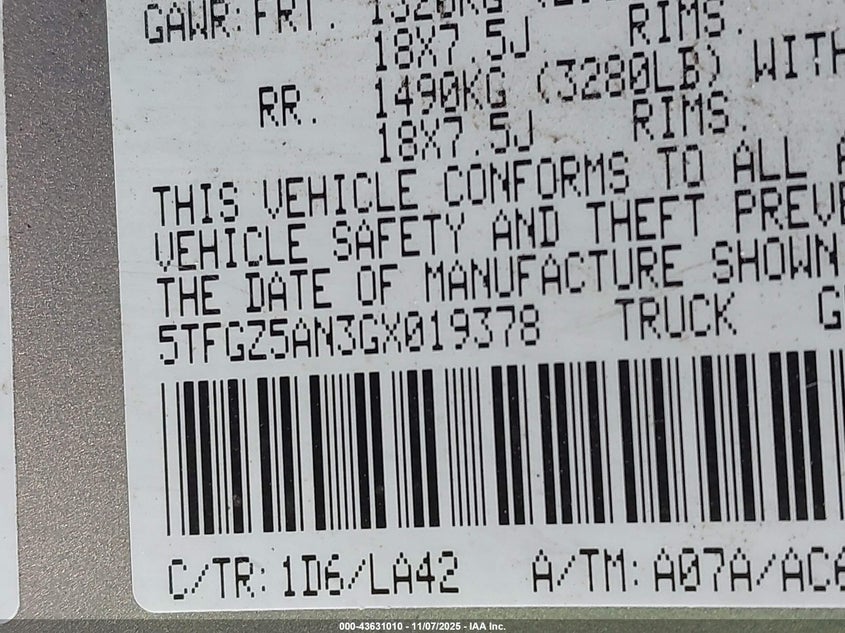 GAWR: FRT. 1320KG
18X7.5J RIMS.
RR. 1490KG (3280LB) WITH
18X7.5J RIMS.
THIS VEHICLE CONFORMS TO ALL A
VEHICLE SAFETY AND THEFT PREVE
THE DATE OF MANUFACTURE SHOWN
5TFGZ5AN3GX019378 TRUCK G
C/TR: 1D6/LA42 A/TM: A07A/AC6
000-43631010 - 11/07/2025 - IAA Inc.